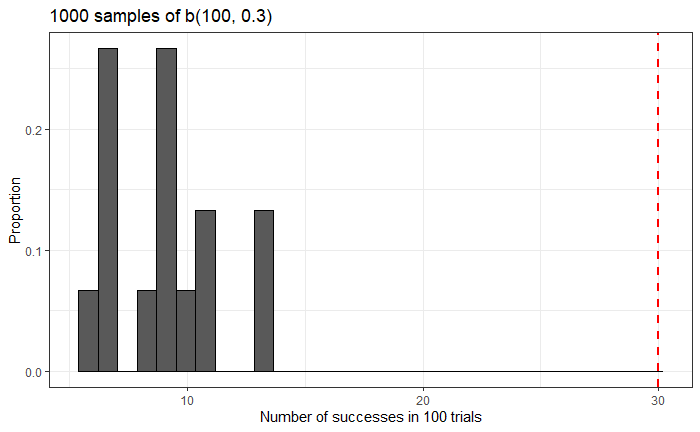 1000 samples of b(100, 0.3)
0.2
0.1
0.0
Proportion
10
20
30
Number of successes in 100 trials